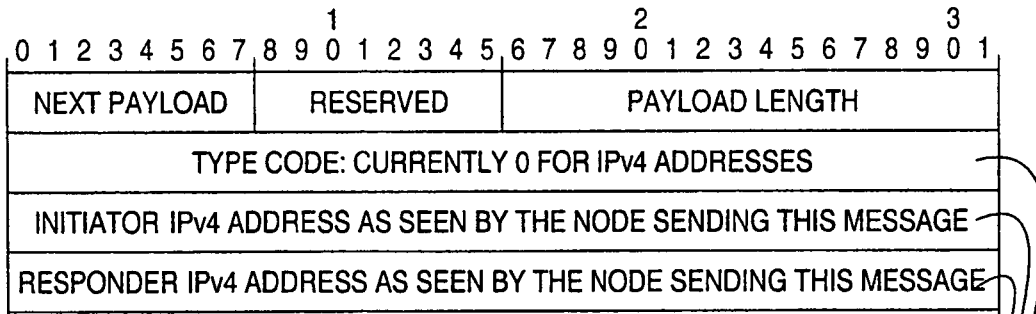 1 2 3
0 1 2 3 4 5 6 7 8 9 0 1 2 3 4 5 6 7 8 9 0 1 2 3 4 5 6 7 8 9 0 1
NEXT PAYLOAD RESERVED PAYLOAD LENGTH
TYPE CODE: CURRENTLY 0 FOR IPv4 ADDRESSES
INITIATOR IPv4 ADDRESS AS SEEN BY THE NODE SENDING THIS MESSAGE
RESPONDER IPv4 ADDRESS AS SEEN BY THE NODE SENDING THIS MESSAGE